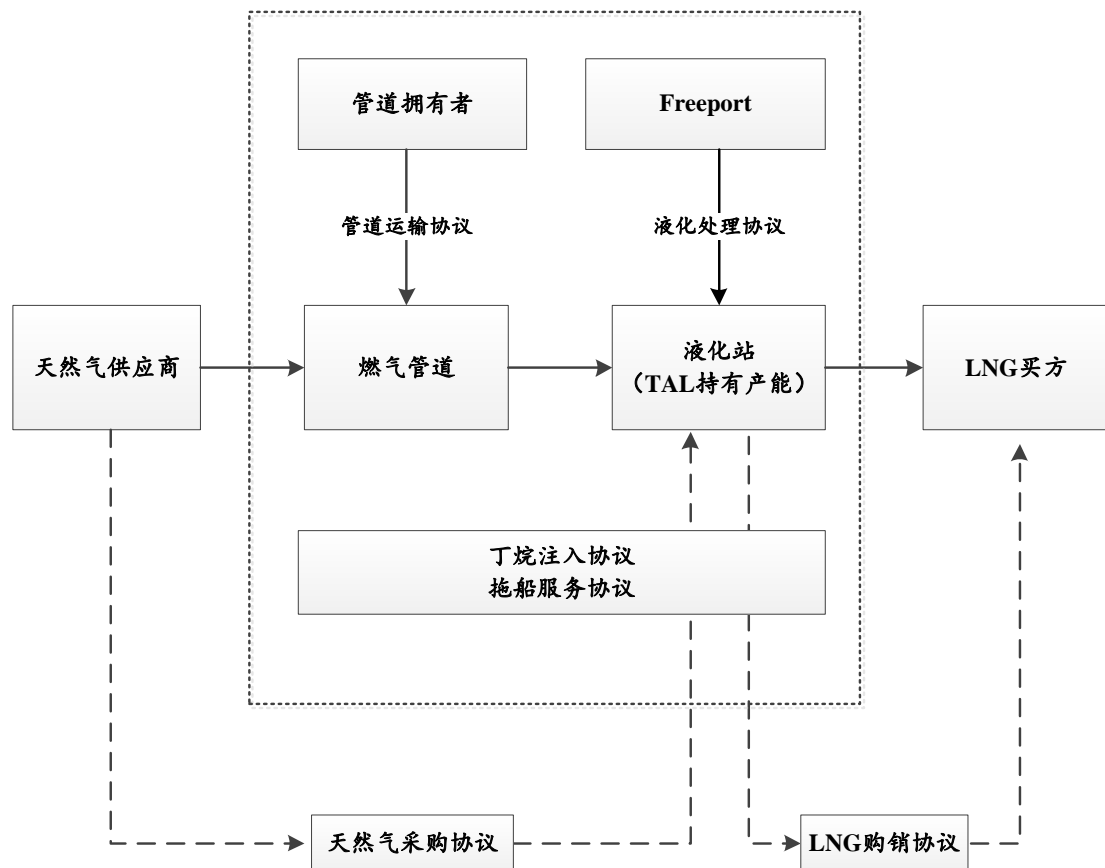 管道拥有者
Freeport
管道运输协议
液化处理协议
天然气供应商
燃气管道
液化站
（TAL持有产能）
LNG买方
丁烷注入协议
拖船服务协议
天然气采购协议
LNG购销协议